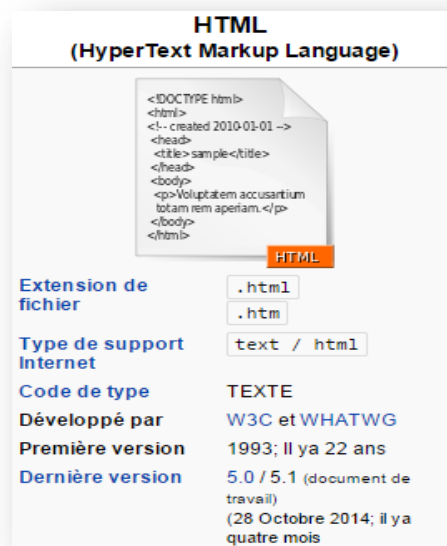 HTML
(HyperText Markup Language)
<!DOCTYPE html>
<html>
<!-- created 2010-01-01 -->
<head>
<title>sample</title>
</head>
<body>
<p>Voluptatem accusantium
totam rem aperiam.</p>
</body>
</html>
HTML
Extension de fichier .html
.htm
Type de support Internet text / html
Code de type TEXTE
Développé par W3C et WHATWG
Première version 1993; Il ya 22 ans
Dernière version 5.0 / 5.1 (document de
travail)
(28 Octobre 2014; il ya
quatre mois